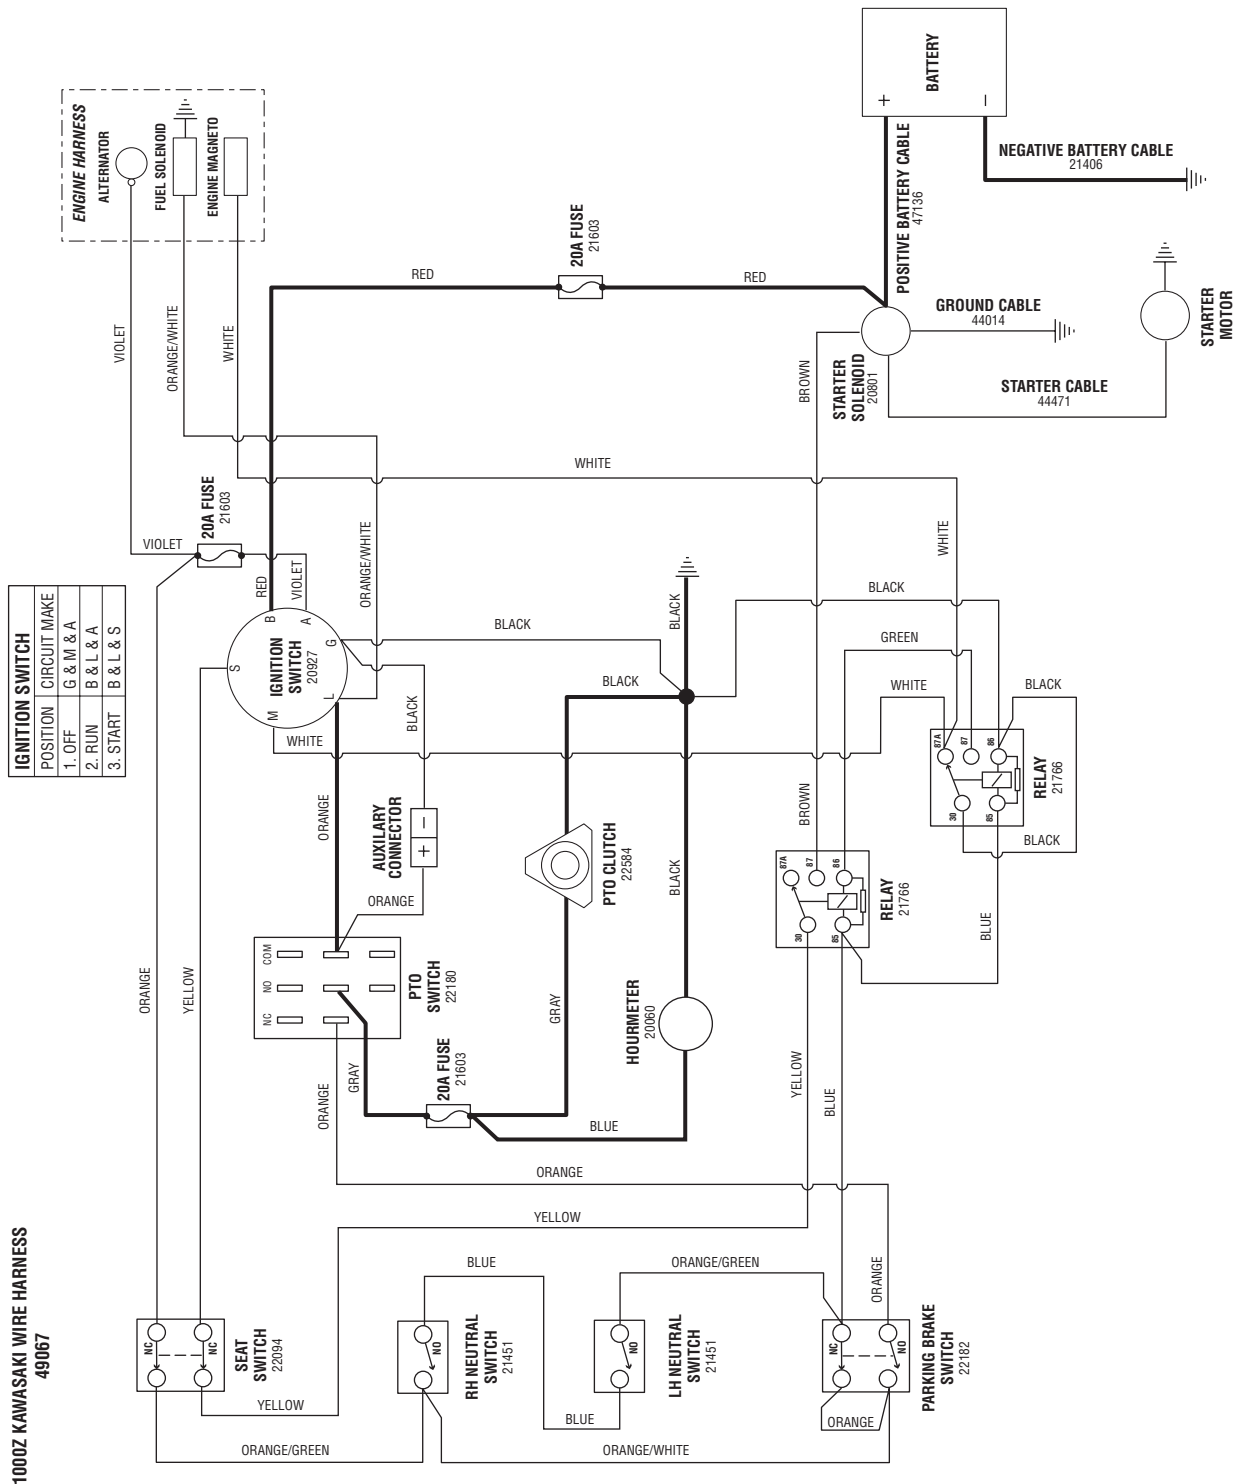 1000Z KAWASAKI WIRE HARNESS
49067
IGNITION SWITCH
POSITION CIRCUIT MAKE
1. OFF G & M & A
2. RUN B & L & A
3. START B & L & S
ENGINE HARNESS
ALTERNATOR
FUEL SOLENOID
ENGINE MAGNETO
VIOLET
ORANGE/WHITE
WHITE
20A FUSE
21603
VIOLET
RED
VIOLET
ORANGE/WHITE
RED
20A FUSE
21603
RED
BATTERY
+
−
POSITIVE BATTERY CABLE
47136
NEGATIVE BATTERY CABLE
21406
GROUND CABLE
44014
STARTER
MOTOR
STARTER
SOLENOID
20801
STARTER CABLE
44471
BROWN
WHITE
WHITE
IGNITION
SWITCH
20927
B
A
G
L
M
S
BLACK
BLACK
BLACK
BLACK
BLACK
GREEN
WHITE
BLACK
WHITE
ORANGE
AUXILARY
CONNECTOR
+
−
ORANGE
PTO CLUTCH
22584
BLACK
BROWN
RELAY
21766
87A
87
86
30
85
BLACK
BLUE
RELAY
21766
87A
87
86
30
85
ORANGE
YELLOW
PTO
SWITCH
22180
COM
NO
NC
GRAY
HOURMETER
20060
ORANGE
GRAY
20A FUSE
21603
BLUE
YELLOW
BLUE
ORANGE
YELLOW
SEAT
SWITCH
22094
NC
NC
YELLOW
ORANGE/GREEN
BLUE
RH NEUTRAL
SWITCH
21451
NO
BLUE
LH NEUTRAL
SWITCH
21451
NO
ORANGE/GREEN
ORANGE/WHITE
ORANGE
PARKING BRAKE
SWITCH
22182
NC
NO
ORANGE